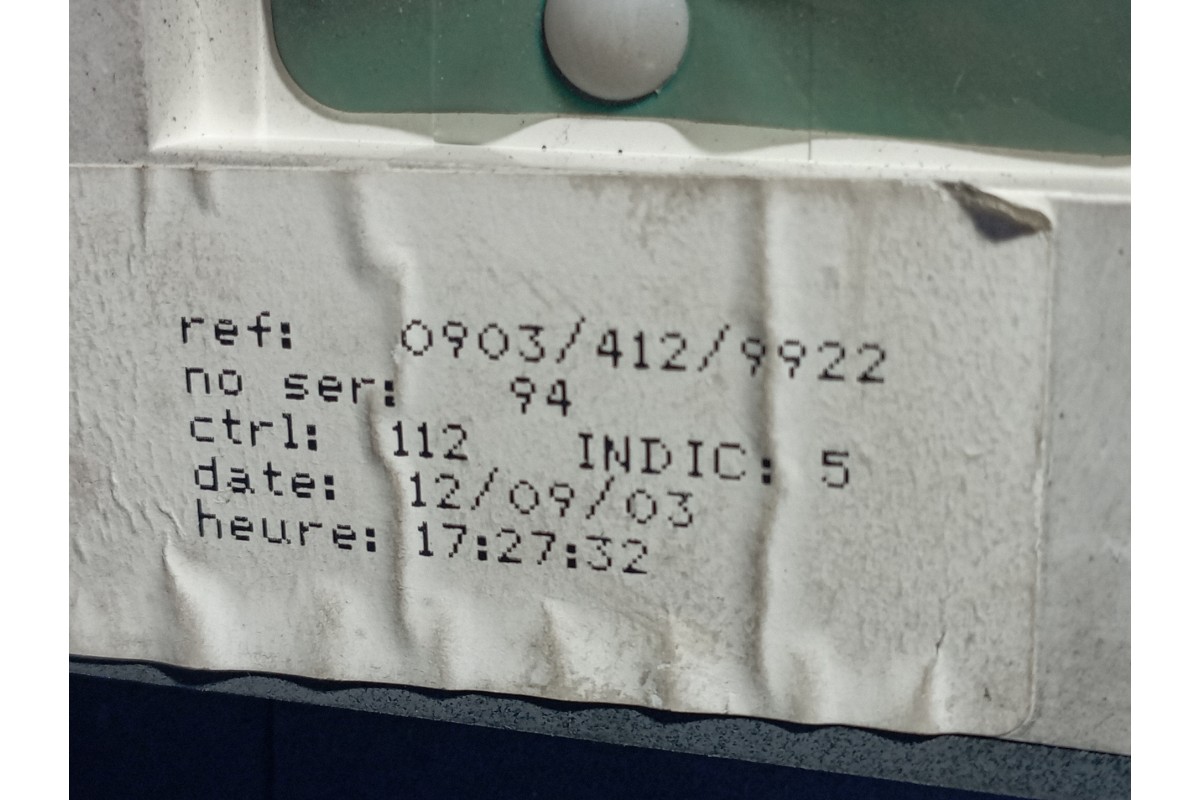 ref: 0903/412/9922
no ser: 94
ctrl: 112 INDIC: 5
date: 12/09/03
heure: 17:27:32